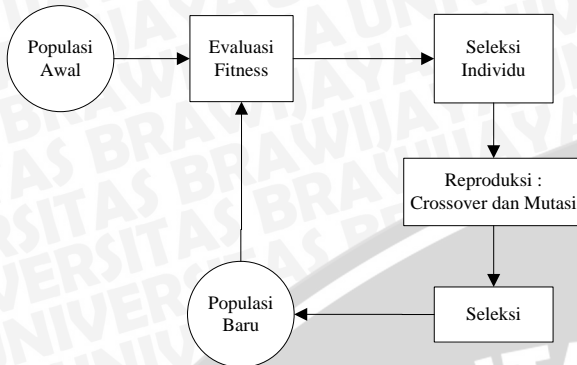 Populasi
Awal
Evaluasi
Fitness
Seleksi
Individu
Reproduksi :
Crossover dan Mutasi
Seleksi
Populasi
Baru